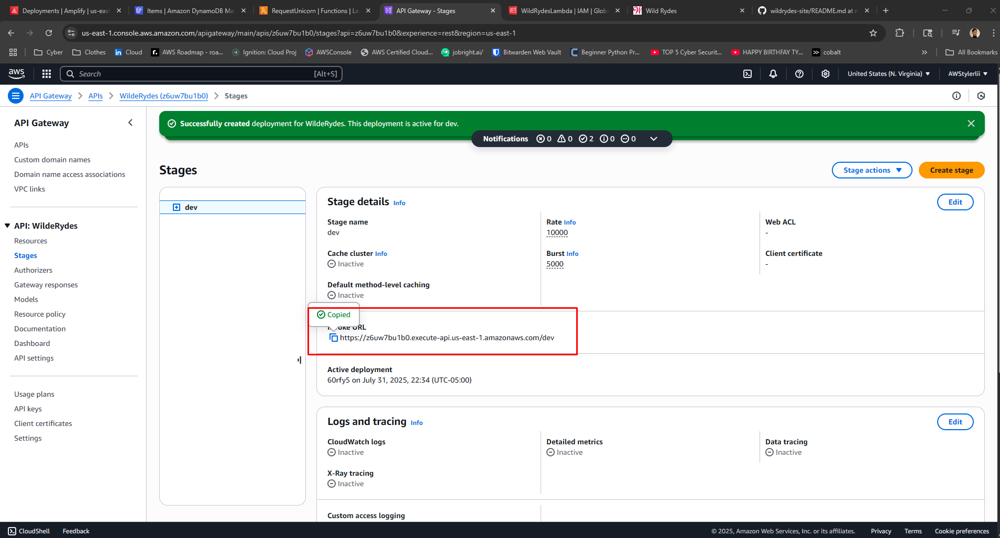 Deployments | Amplify | us-eas
Items | Amazon DynamoDB Ma
RequestUnicorn | Functions | La
API Gateway - Stages
WildRydesLambda | IAM | Globa
Wild Rydes
wildrydes-site/README.md at m
us-east-1.console.aws.amazon.com/apigateway/main/apis/z6uw7bu1b0/stages?api=z6uw7bu1b0&experience=rest&region=us-east-1
Cyber
Clothes
Cloud
AWS Roadmap - roa...
Ignition: Cloud Proj
AWSConsole
AWS Certified Cloud...
jobright.ai/
Bitwarden Web Vault
Beginner Python Pr...
TOP 5 Cyber Securit...
HAPPY BIRTHFAY TY...
cobalt
All Bookmarks
aws
Search
[Alt+S]
United States (N. Virginia)
AWStylerlii
API Gateway
APIs
WildeRydes (z6uw7bu1b0)
Stages
API Gateway
APIs
Custom domain names
Domain name access associations
VPC links
API: WildeRydes
Resources
Stages
Authorizers
Gateway responses
Models
Resource policy
Documentation
Dashboard
API settings
Usage plans
API keys
Client certificates
Settings
Successfully created deployment for WildeRydes. This deployment is active for dev.
Notifications 0 0 2 0 0
Stages
Stage actions
Create stage
dev
Stage details Info
Edit
Stage name
dev
Rate Info
10000
Web ACL
-
Cache cluster Info
Inactive
Burst Info
5000
Client certificate
-
Default method-level caching
Inactive
Copied
URL
https://z6uw7bu1b0.execute-api.us-east-1.amazonaws.com/dev
Active deployment
60rfy5 on July 31, 2025, 22:34 (UTC-05:00)
Logs and tracing Info
Edit
CloudWatch logs
Inactive
Detailed metrics
Inactive
Data tracing
Inactive
X-Ray tracing
Inactive
Custom access logging
CloudShell
Feedback
© 2025, Amazon Web Services, Inc. or its affiliates.
Privacy
Terms
Cookie preferences